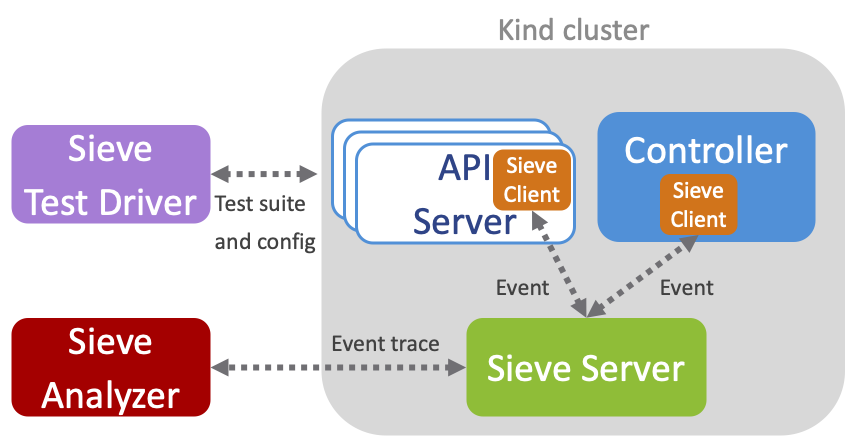 Kind cluster
Sieve
Test Driver
Test suite
and config
API
Server
Sieve
Client
Controller
Sieve
Client
Event
Event
Sieve
Analyzer
Event trace
Sieve Server